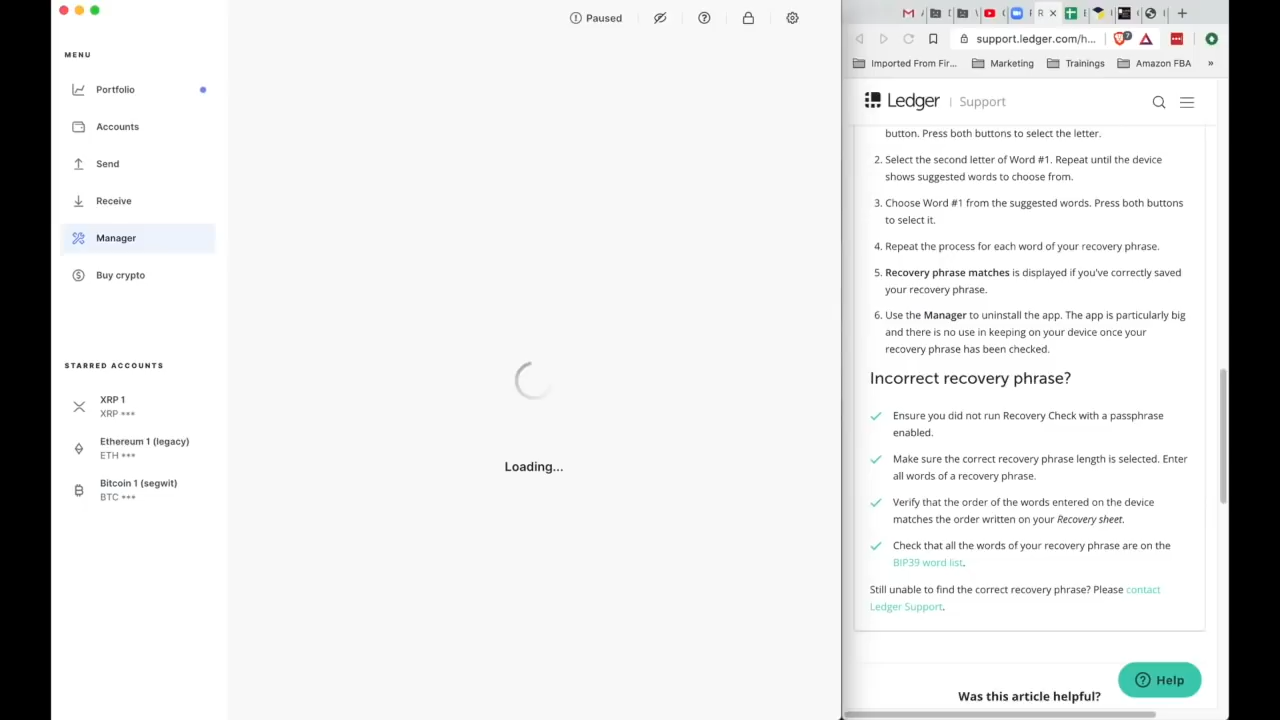 Paused
MENU
Portfolio
Accounts
Send
Receive
Manager
Buy crypto
STARRED ACCOUNTS
XRP 1
XRP ***
Ethereum 1 (legacy)
ETH ***
Bitcoin 1 (segwit)
BTC ***
Loading...
support.ledger.com/h...
Imported From Fir...
Marketing
Trainings
Amazon FBA
»
Ledger | Support
button. Press both buttons to select the letter.
2. Select the second letter of Word #1. Repeat until the device
shows suggested words to choose from.
3. Choose Word #1 from the suggested words. Press both buttons
to select it.
4. Repeat the process for each word of your recovery phrase.
5. Recovery phrase matches is displayed if you've correctly saved
your recovery phrase.
6. Use the Manager to uninstall the app. The app is particularly big
and there is no use in keeping on your device once your
recovery phrase has been checked.
Incorrect recovery phrase?
Ensure you did not run Recovery Check with a passphrase
enabled.
Make sure the correct recovery phrase length is selected. Enter
all words of a recovery phrase.
Verify that the order of the words entered on the device
matches the order written on your Recovery sheet.
Check that all the words of your recovery phrase are on the
BIP39 word list.
Still unable to find the correct recovery phrase? Please contact
Ledger Support.
Help
Was this article helpful?